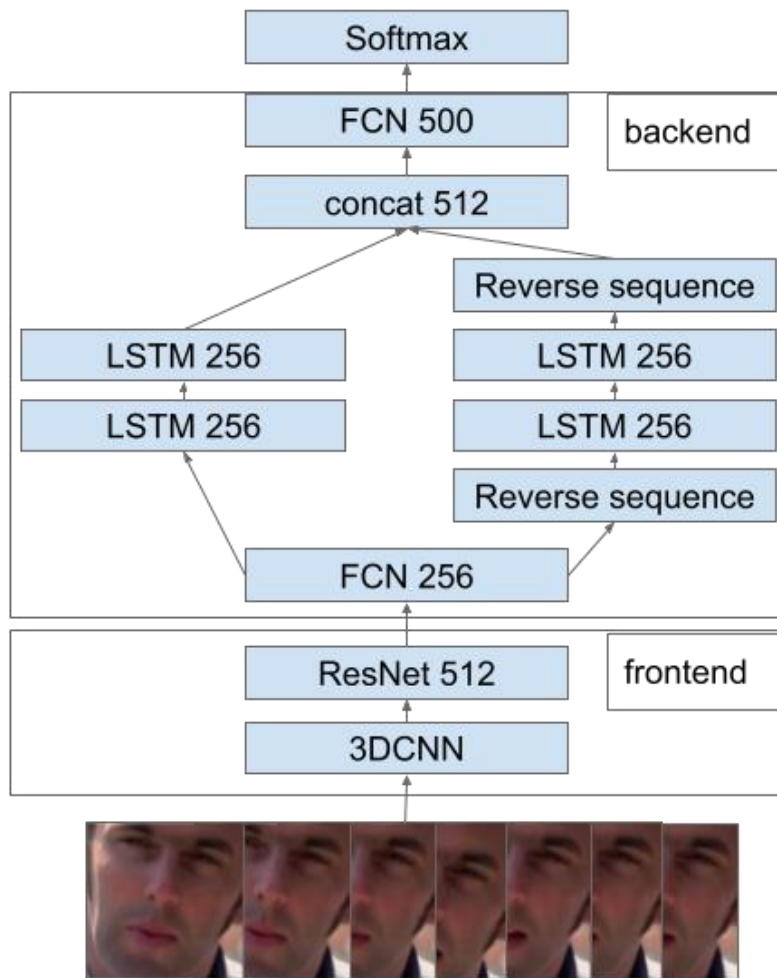 Softmax
FCN 500
backend
concat 512
Reverse sequence
LSTM 256
LSTM 256
LSTM 256
LSTM 256
Reverse sequence
FCN 256
ResNet 512
frontend
3DCNN